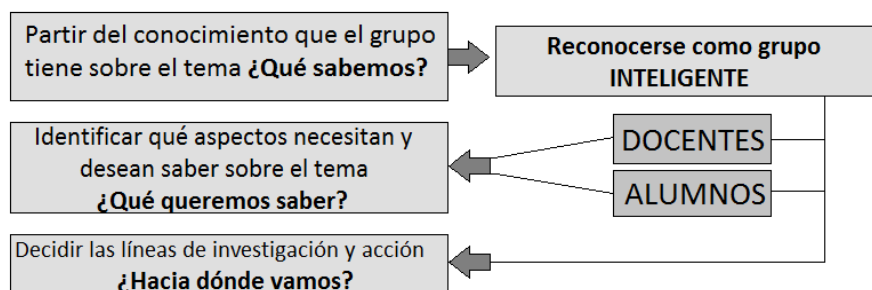 Partir del conocimiento que el grupo
tiene sobre el tema ¿Qué sabemos?
Reconocerse como grupo
INTELIGENTE
Identificar qué aspectos necesitan y
desean saber sobre el tema
¿Qué queremos saber?
DOCENTES
ALUMNOS
Decidir las líneas de investigación y acción
¿Hacia dónde vamos?